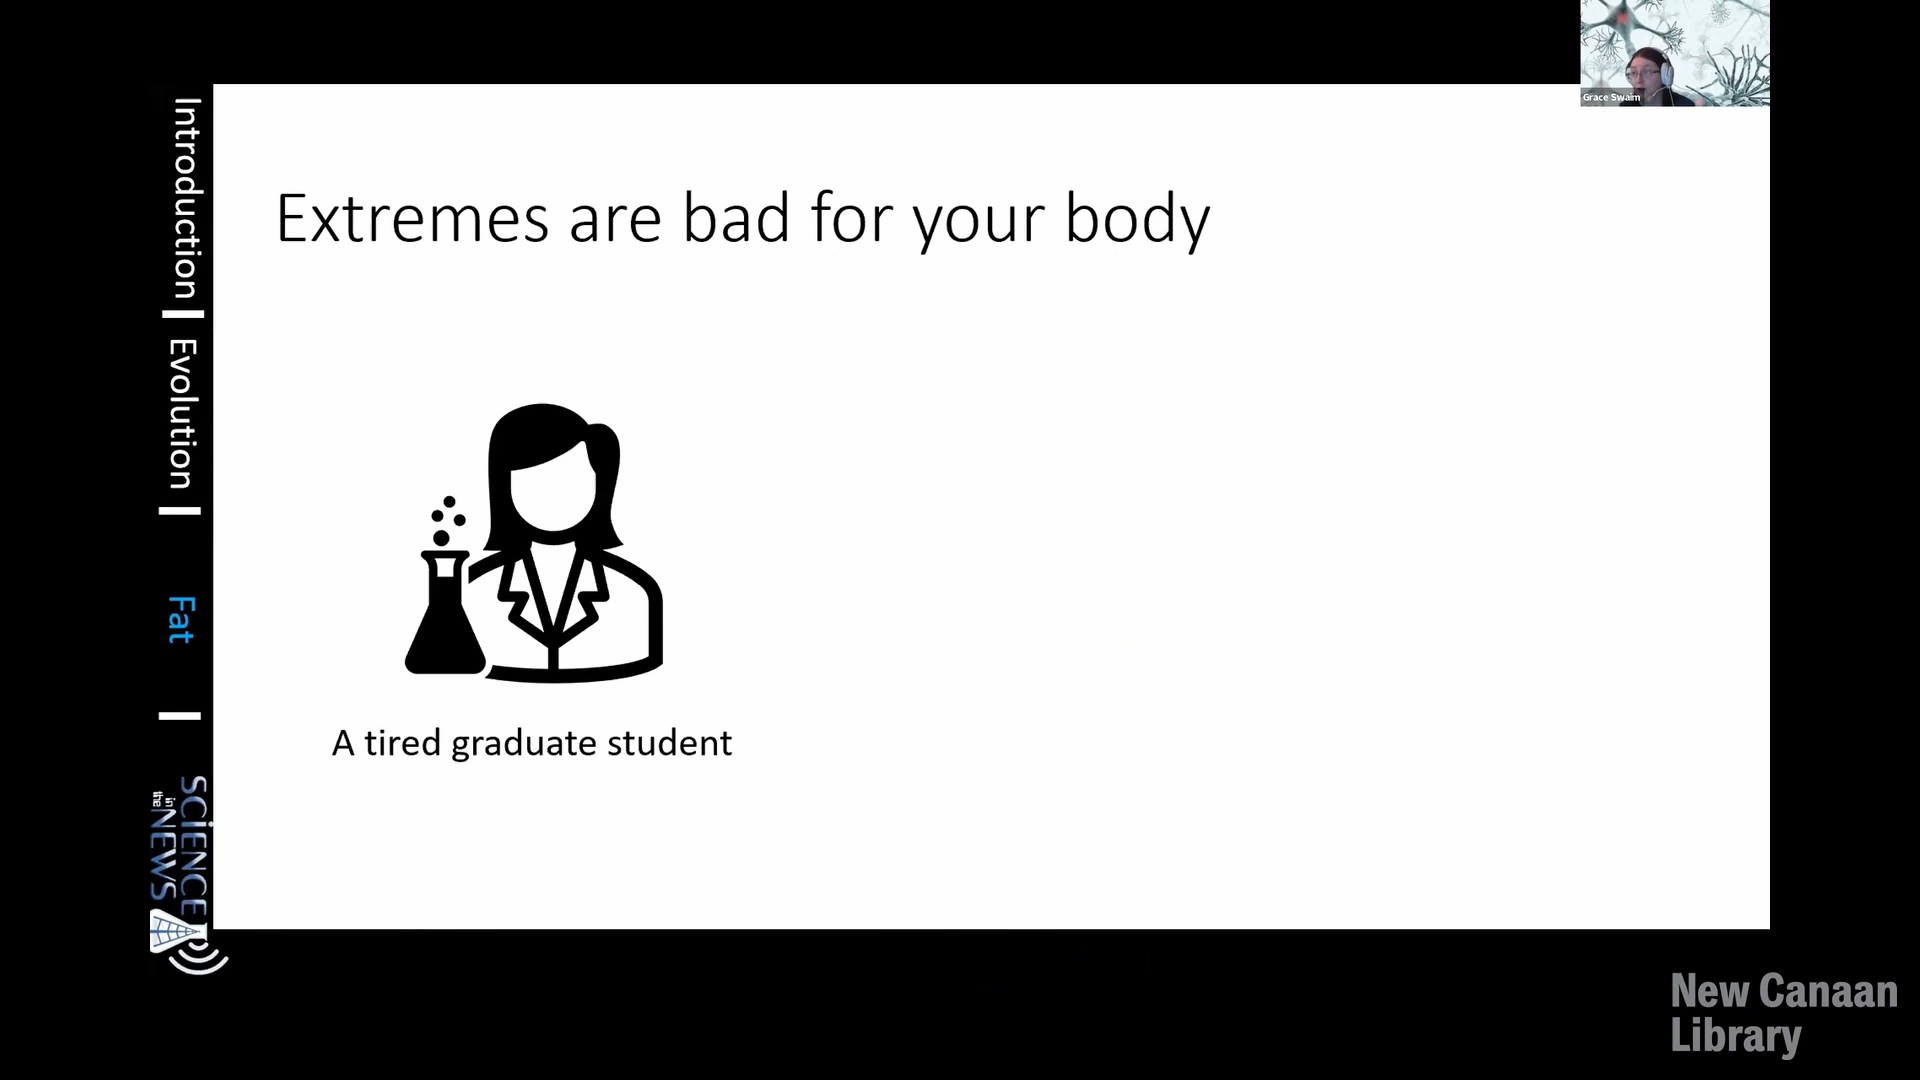 Grace Swaim
Extremes are bad for your body
A tired graduate student
Introduction
Evolution
Fat
SCIENCE
in
the
NEWS
New Canaan
Library